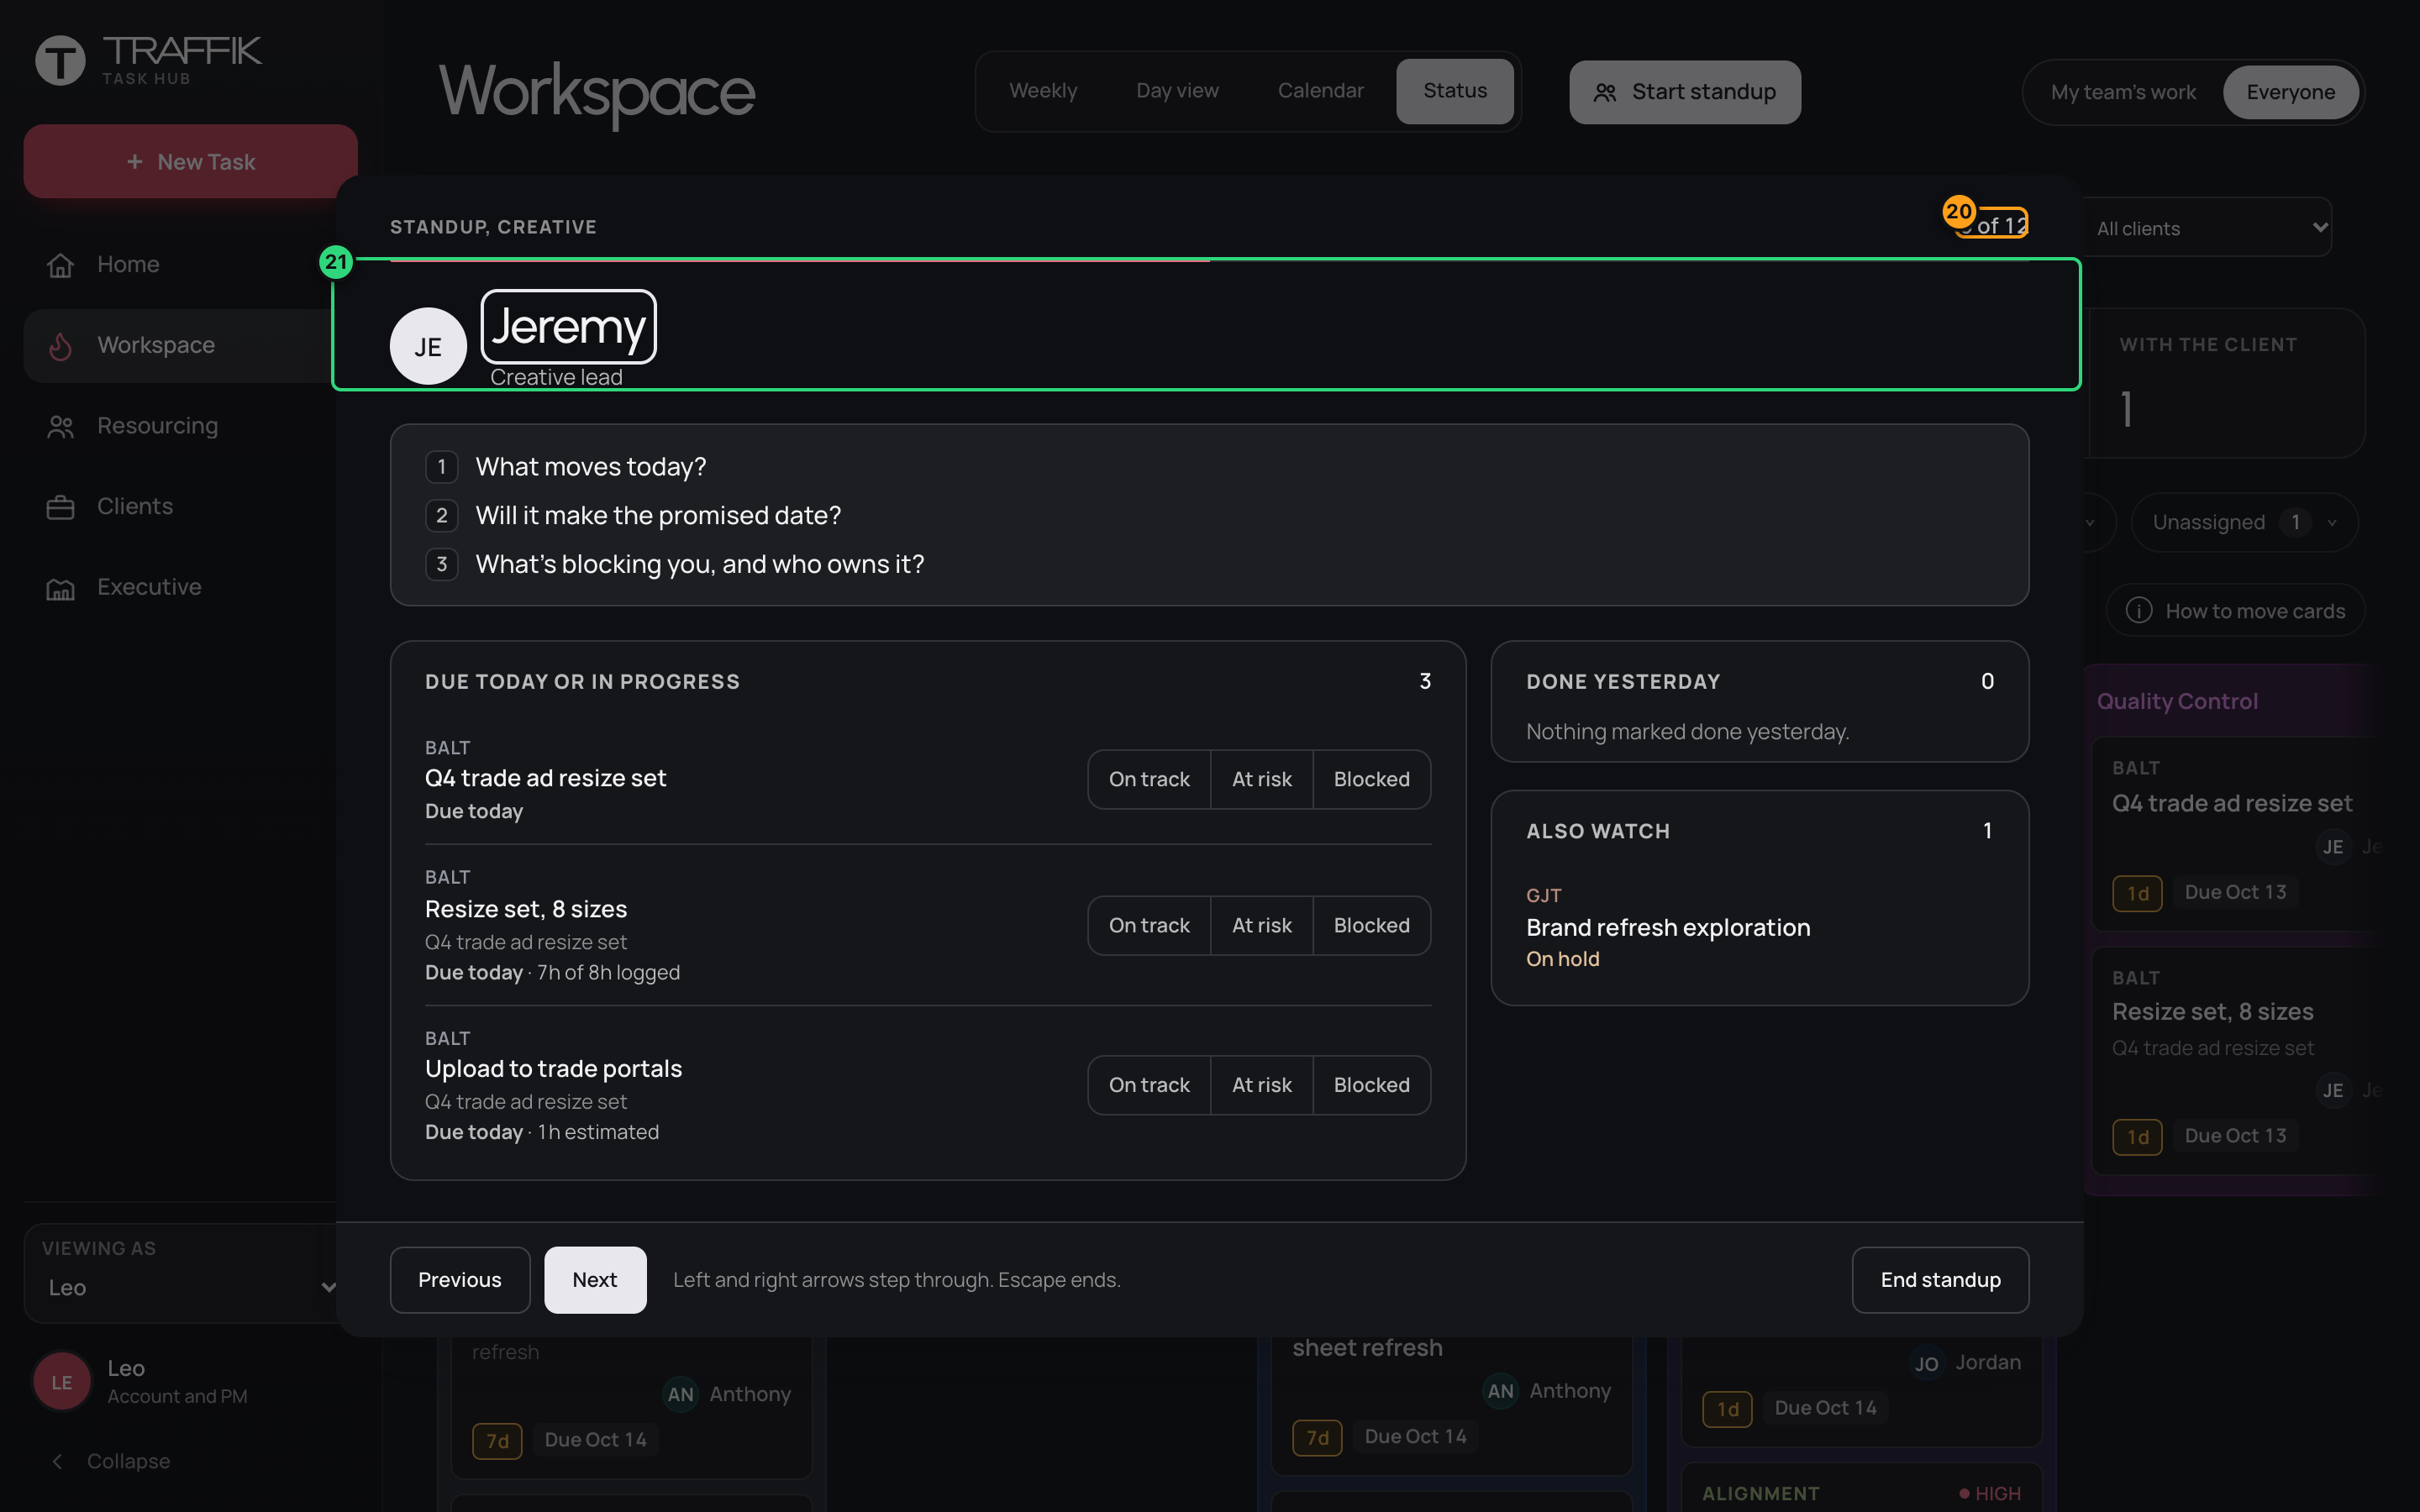 TRAFFIK
TASK HUB
New Task
Home
Workspace
Resourcing
Clients
Executive
VIEWING AS
Leo
LE
Leo
Account and PM
Collapse
Workspace
Weekly
Day view
Calendar
Status
Start standup
My team's work
Everyone
All clients
WITH THE CLIENT
1
Unassigned 1
How to move cards
STANDUP, CREATIVE
20
of 12
21
JE
Jeremy
Creative lead
1 What moves today?
2 Will it make the promised date?
3 What's blocking you, and who owns it?
DUE TODAY OR IN PROGRESS 3
BALT
Q4 trade ad resize set
Due today
On track At risk Blocked
BALT
Resize set, 8 sizes
Q4 trade ad resize set
Due today · 7h of 8h logged
On track At risk Blocked
BALT
Upload to trade portals
Q4 trade ad resize set
Due today · 1h estimated
On track At risk Blocked
DONE YESTERDAY 0
Nothing marked done yesterday.
ALSO WATCH 1
GJT
Brand refresh exploration
On hold
Previous
Next
Left and right arrows step through. Escape ends.
End standup
Quality Control
BALT
Q4 trade ad resize set
JE Je
1d Due Oct 13
BALT
Resize set, 8 sizes
Q4 trade ad resize set
JE Je
1d Due Oct 13
refresh
AN Anthony
7d Due Oct 14
sheet refresh
AN Anthony
7d Due Oct 14
JO Jordan
1d Due Oct 14
ALIGNMENT HIGH